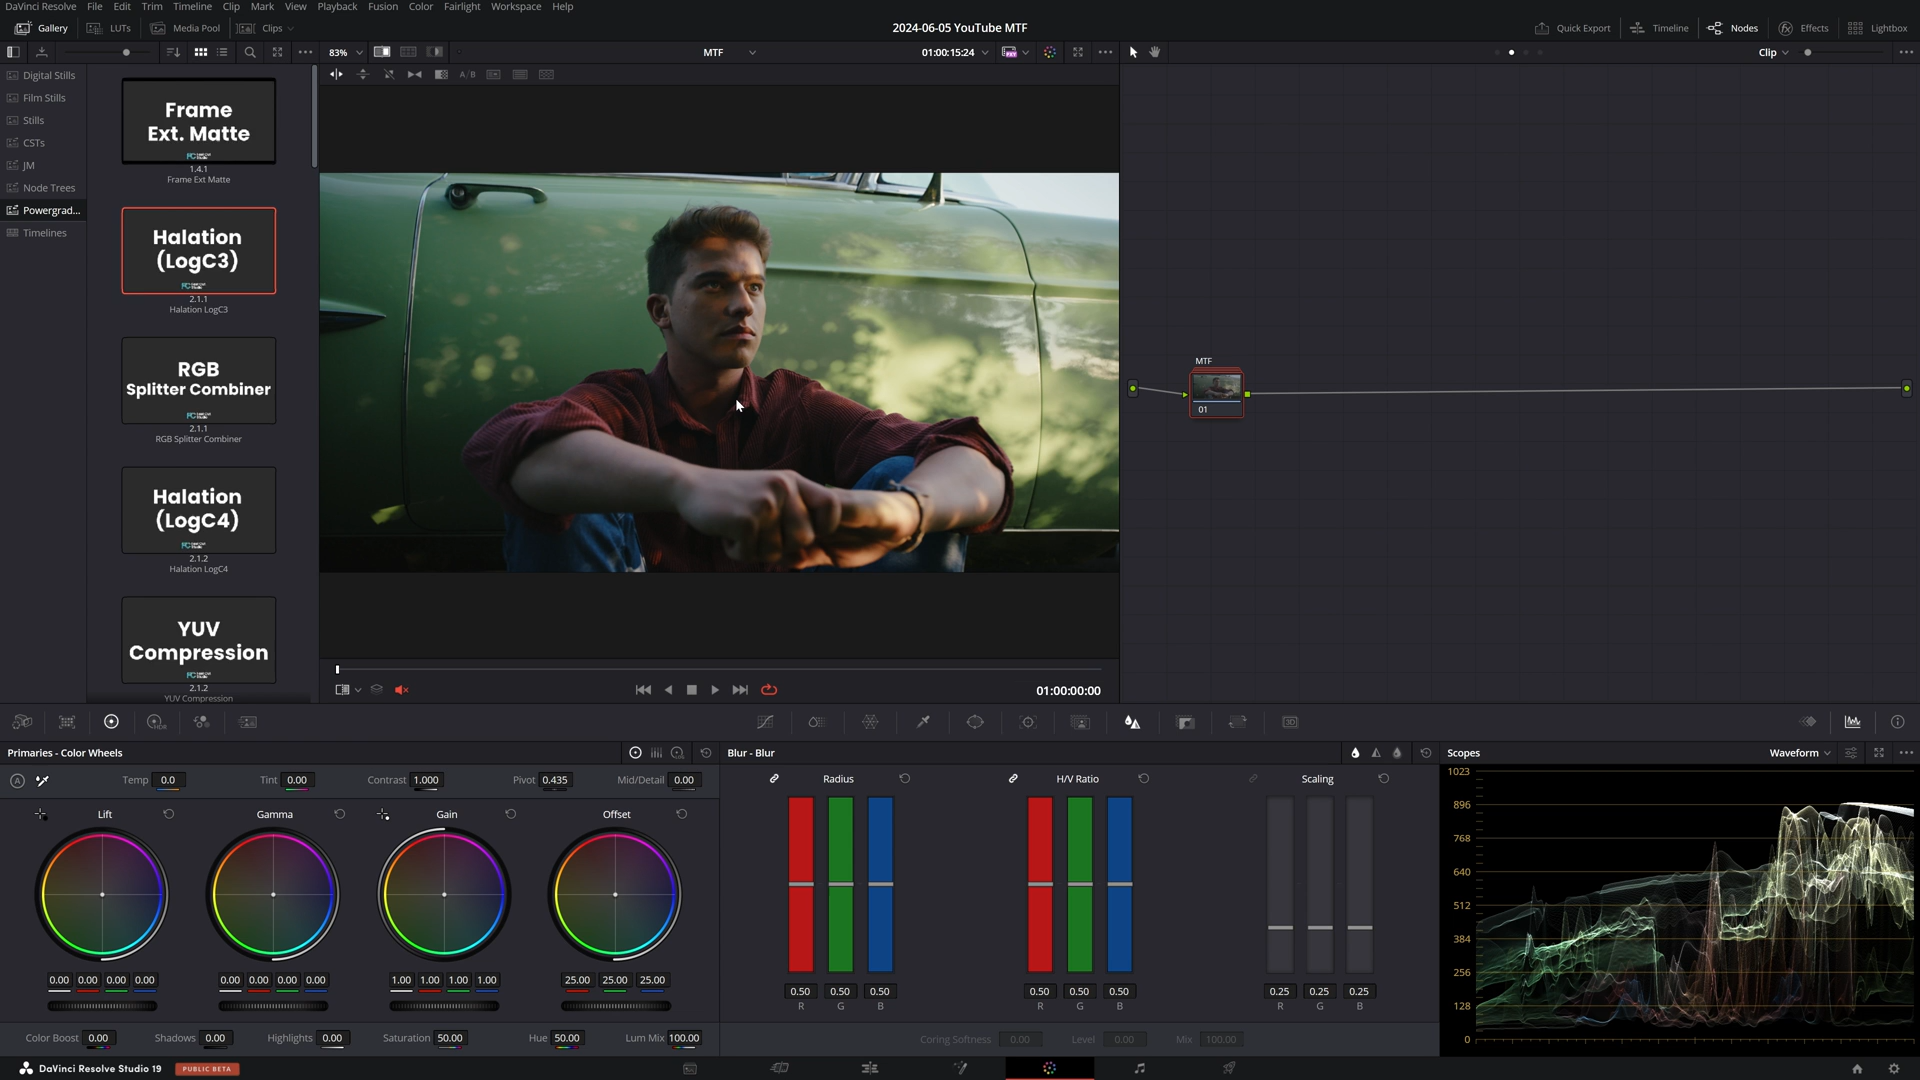 DaVinci Resolve File Edit Trim Timeline Clip Mark View Playback Fusion Color Fairlight Workspace Help
Gallery LUTs Media Pool Clips 2024-06-05 YouTube MTF Quick Export Timeline Nodes Effects Lightbox
83% MTF 01:00:15:24 Clip
A/B
Digital Stills
Film Stills
Stills
CSTs
JM
Node Trees
Powergrad...
Timelines
Frame
Ext. Matte
1.4.1
Frame Ext Matte
Halation
(LogC3)
2.1.1
Halation LogC3
RGB
Splitter Combiner
2.1.1
RGB Splitter Combiner
Halation
(LogC4)
2.1.2
Halation LogC4
YUV
Compression
2.1.2
YUV Compression
MTF
01
01:00:00:00
Primaries - Color Wheels
Temp 0.0 Tint 0.00 Contrast 1.000 Pivot 0.435 Mid/Detail 0.00
Lift Gamma Gain Offset
0.00 0.00 0.00 0.00 0.00 0.00 0.00 0.00 1.00 1.00 1.00 1.00 25.00 25.00 25.00
Color Boost 0.00 Shadows 0.00 Highlights 0.00 Saturation 50.00 Hue 50.00 Lum Mix 100.00
Blur - Blur
Radius H/V Ratio Scaling
0.50 0.50 0.50 0.50 0.50 0.50 0.25 0.25 0.25
R G B R G B R G B
Coring Softness 0.00 Level 0.00 Mix 100.00
Scopes Waveform
1023
896
768
640
512
384
256
128
0
DaVinci Resolve Studio 19 PUBLIC BETA